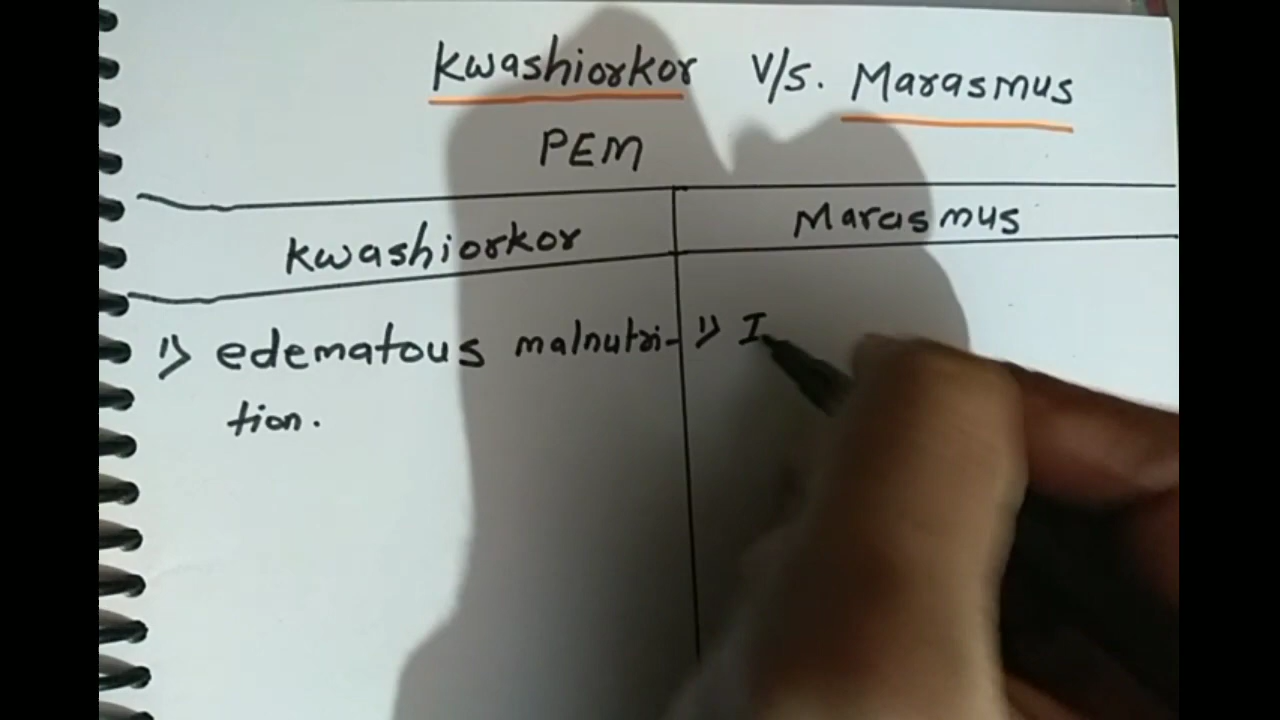 Kwashiorkor V/s. Marasmus
PEM
Kwashiorkor
Marasmus
1) edematous malnutri-
tion.
1) I